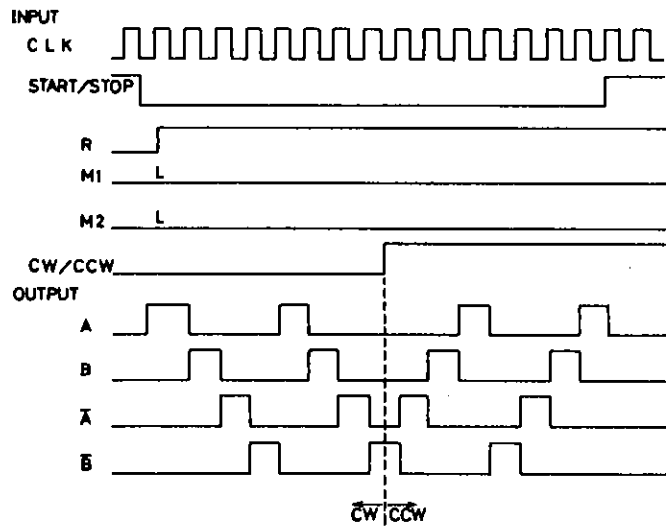 INPUT
CLK
START/STOP
R
M1 L
M2 L
CW/CCW
OUTPUT
A
B
A̅
B̅
CW CCW